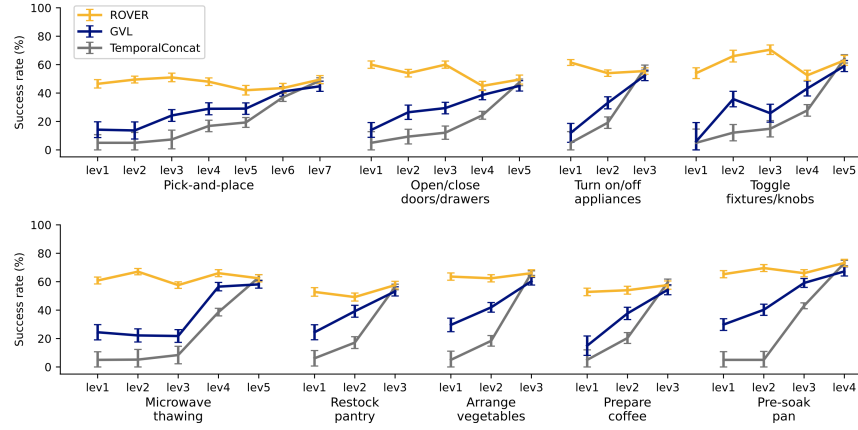 ROVER
GVL
TemporalConcat
Success rate (%)
100
80
60
40
20
0
lev1 lev2 lev3 lev4 lev5 lev6 lev7
Pick-and-place
lev1 lev2 lev3 lev4 lev5
Open/close
doors/drawers
lev1 lev2 lev3
Turn on/off
appliances
lev1 lev2 lev3 lev4 lev5
Toggle
fixtures/knobs
Success rate (%)
100
80
60
40
20
0
lev1 lev2 lev3 lev4 lev5
Microwave
thawing
lev1 lev2 lev3
Restock
pantry
lev1 lev2 lev3
Arrange
vegetables
lev1 lev2 lev3
Prepare
coffee
lev1 lev2 lev3 lev4
Pre-soak
pan